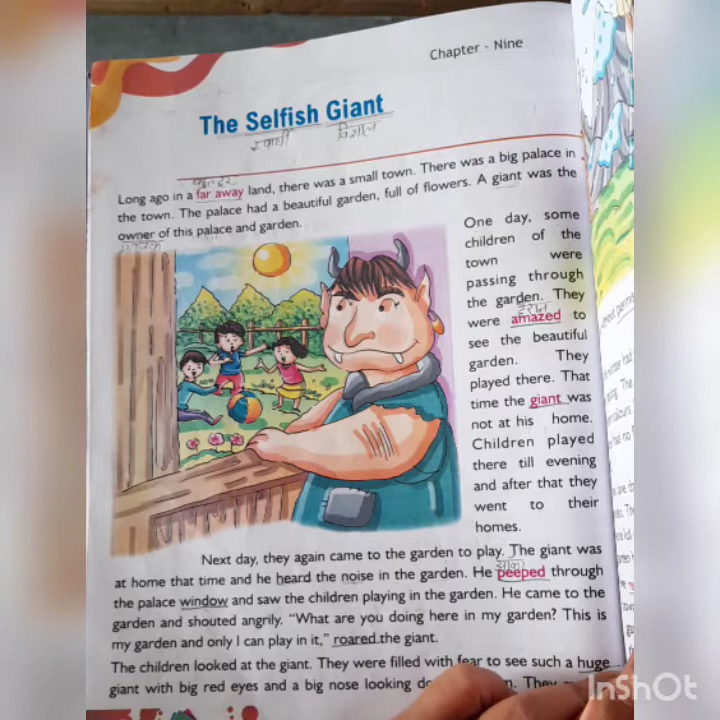 Chapter - Nine
The Selfish Giant
स्वार्थी विशाल
Long ago in a far away land, there was a small town. There was a big palace in
the town. The palace had a beautiful garden, full of flowers. A giant was the
owner of this palace and garden.
One day, some
children of the
town were
passing through
the garden. They
were amazed to
see the beautiful
garden. They
played there. That
time the giant was
not at his home.
Children played
there till evening
and after that they
went to their
homes.
Next day, they again came to the garden to play. The giant was
at home that time and he heard the noise in the garden. He peeped through
the palace window and saw the children playing in the garden. He came to the
garden and shouted angrily. “What are you doing here in my garden? This is
my garden and only I can play in it,” roared the giant.
The children looked at the giant. They were filled with fear to see such a huge
giant with big red eyes and a big nose looking They
InShOt